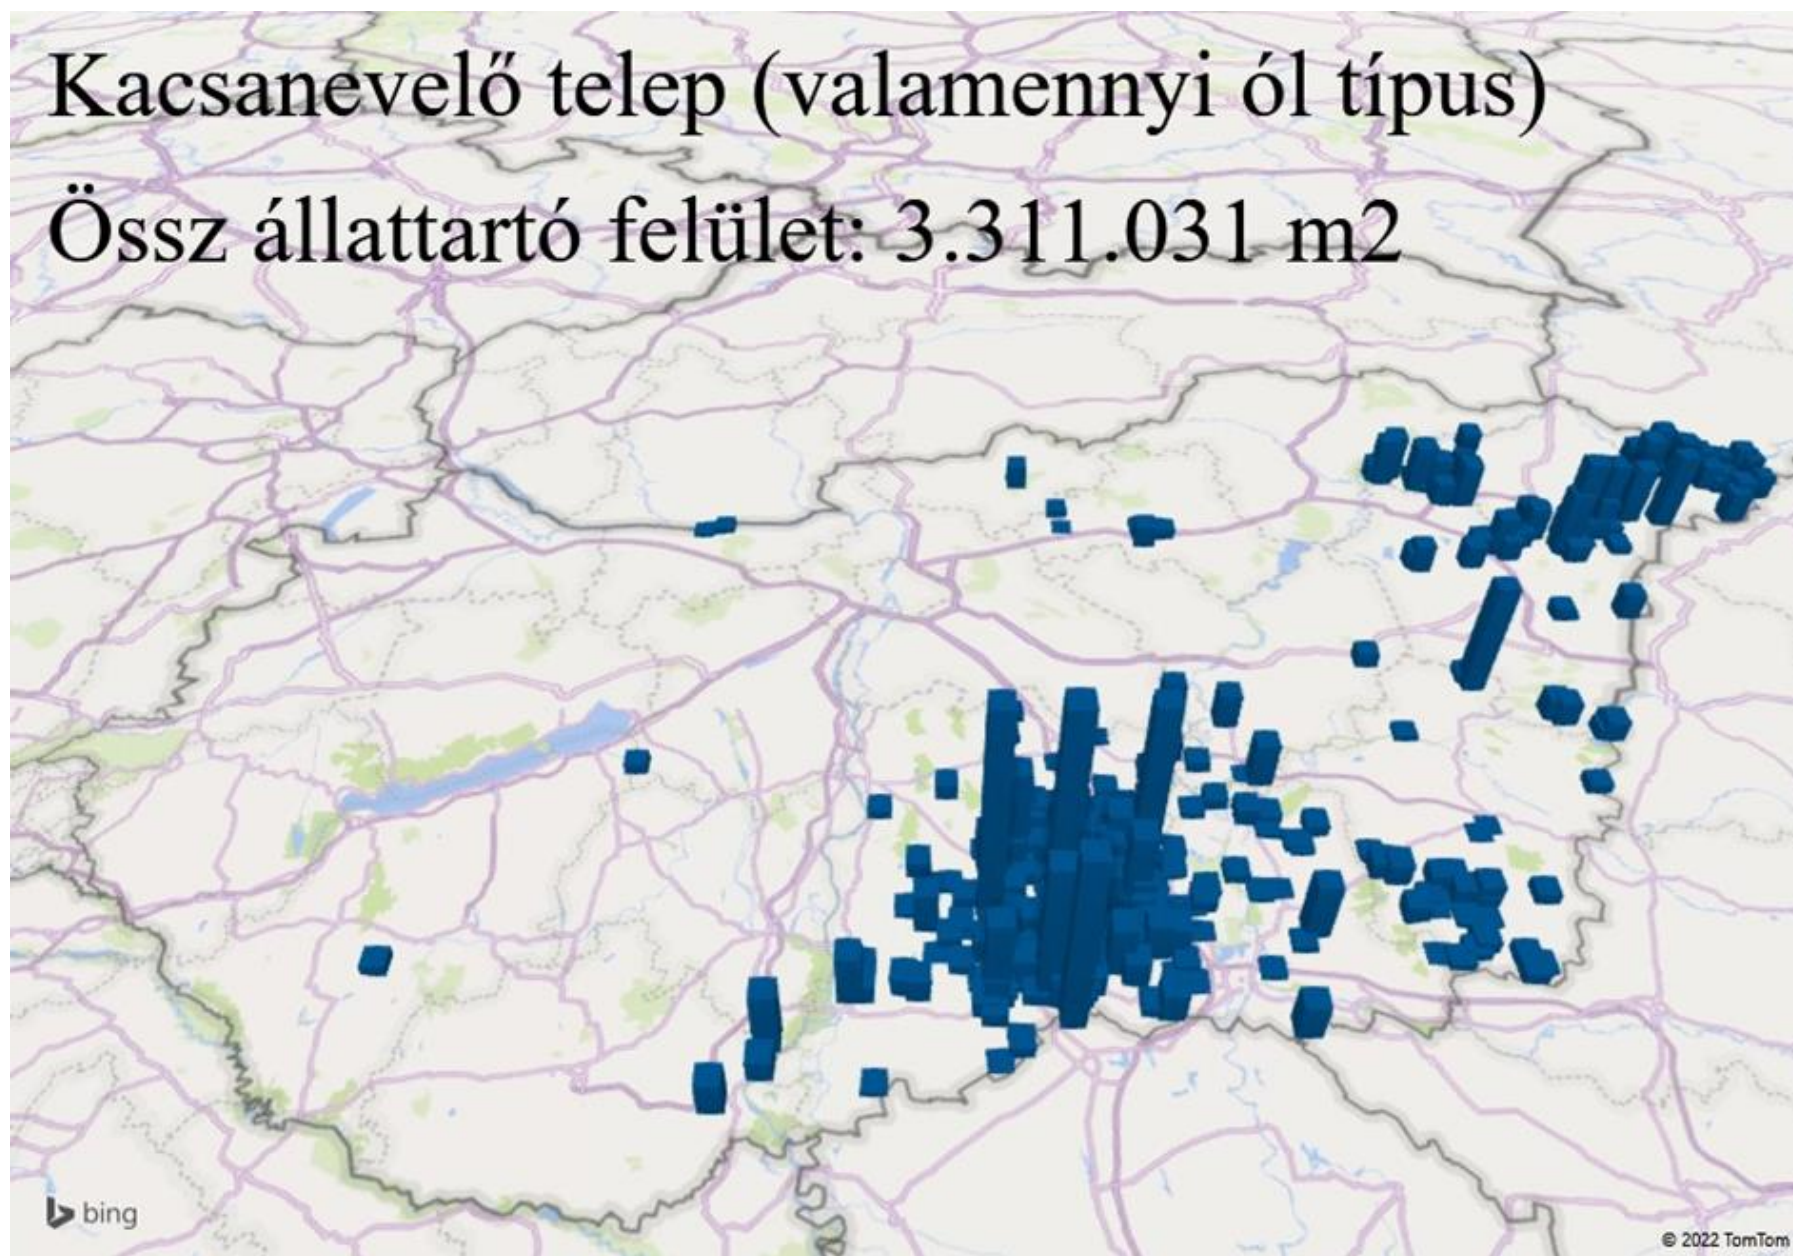 Kacsanevelő telep (valamennyi ól típus)
Össz állattartó felület: 3.311.031 m2
bing
© 2022 TomTom